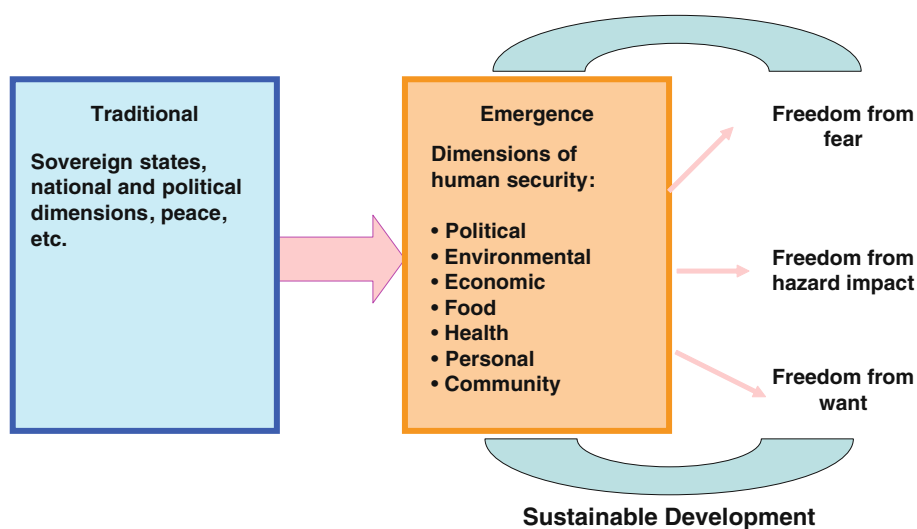 Traditional
Sovereign states,
national and political
dimensions, peace,
etc.
Emergence
Dimensions of
human security:
• Political
• Environmental
• Economic
• Food
• Health
• Personal
• Community
Freedom from
fear
Freedom from
hazard impact
Freedom from
want
Sustainable Development